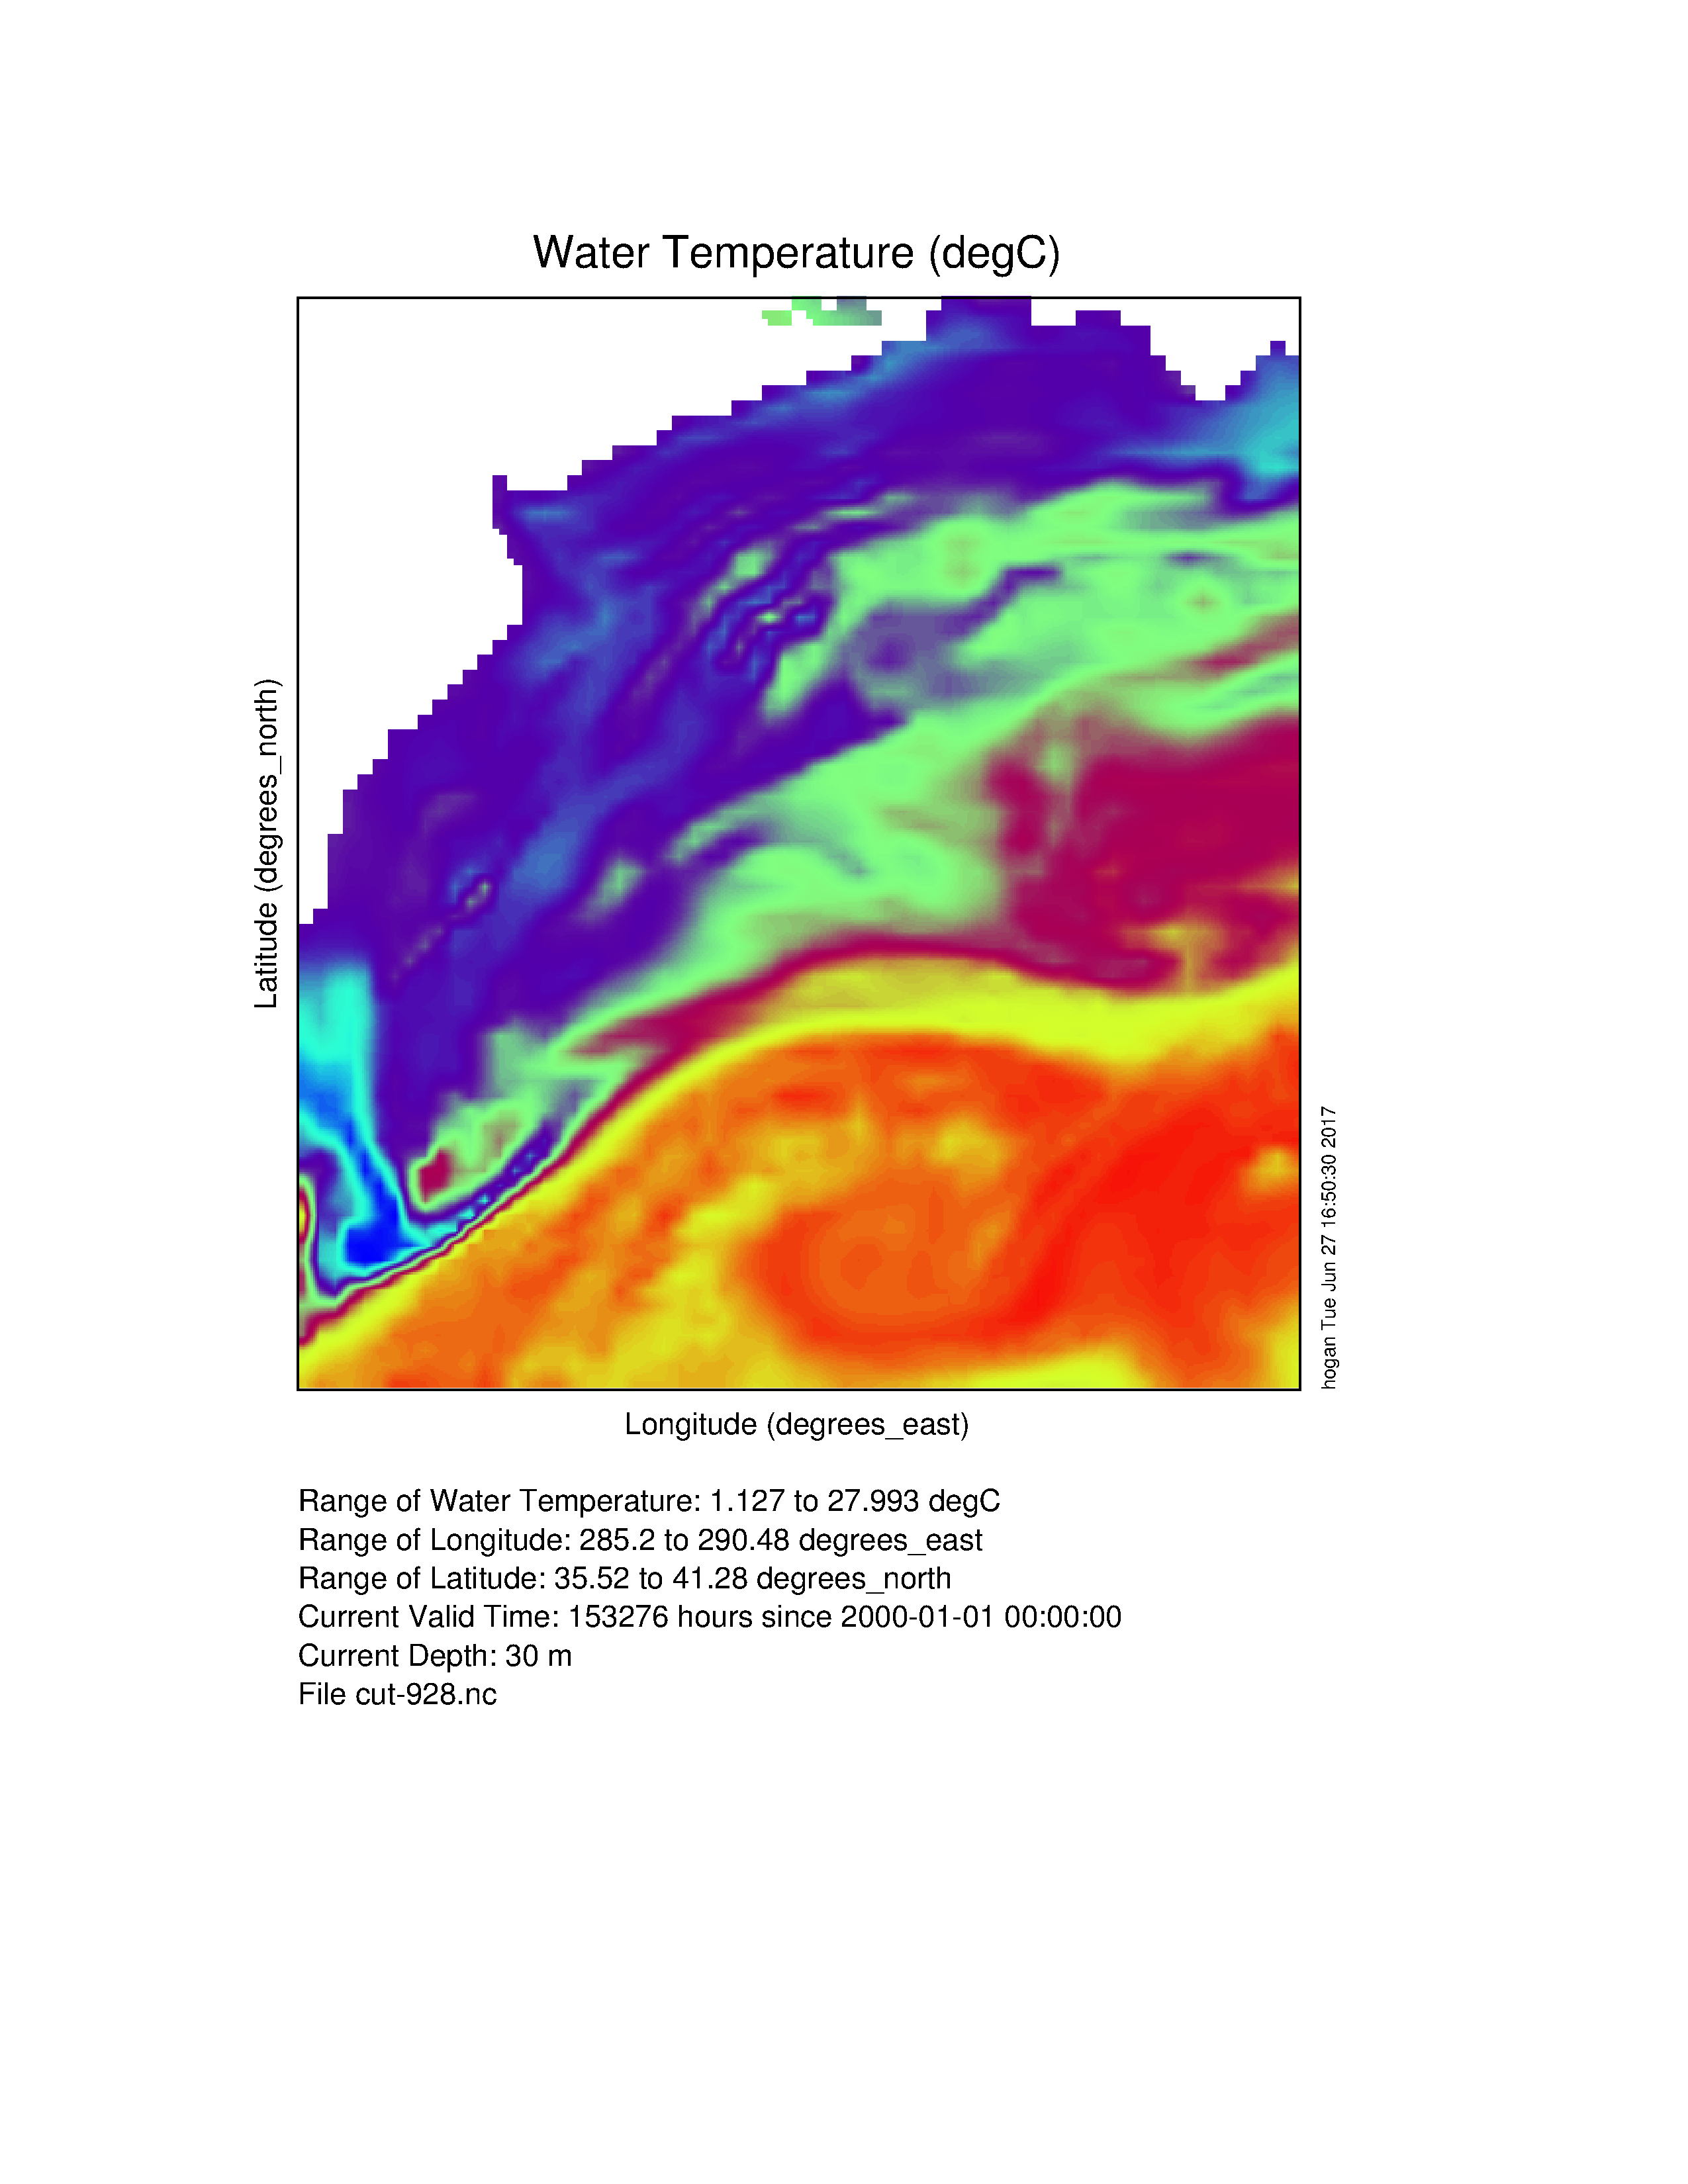 Water Temperature (degC)
Latitude (degrees_north)
hogan Tue Jun 27 16:50:30 2017
Longitude (degrees_east)
Range of Water Temperature: 1.127 to 27.993 degC
Range of Longitude: 285.2 to 290.48 degrees_east
Range of Latitude: 35.52 to 41.28 degrees_north
Current Valid Time: 153276 hours since 2000-01-01 00:00:00
Current Depth: 30 m
File cut-928.nc